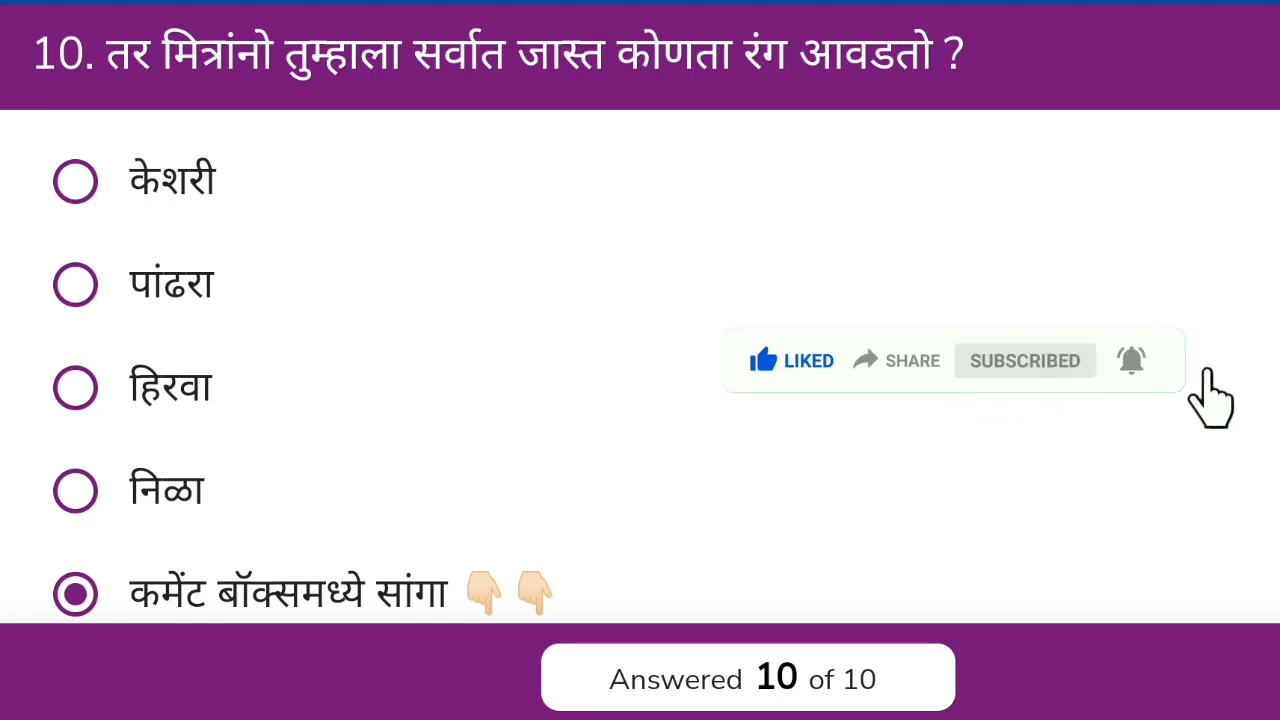 10. तर मित्रांनो तुम्हाला सर्वात जास्त कोणता रंग आवडतो ?
केशरी
पांढरा
हिरवा
LIKED SHARE SUBSCRIBED
निळा
कमेंट बॉक्समध्ये सांगा 👇🏻 👇🏻
Answered 10 of 10